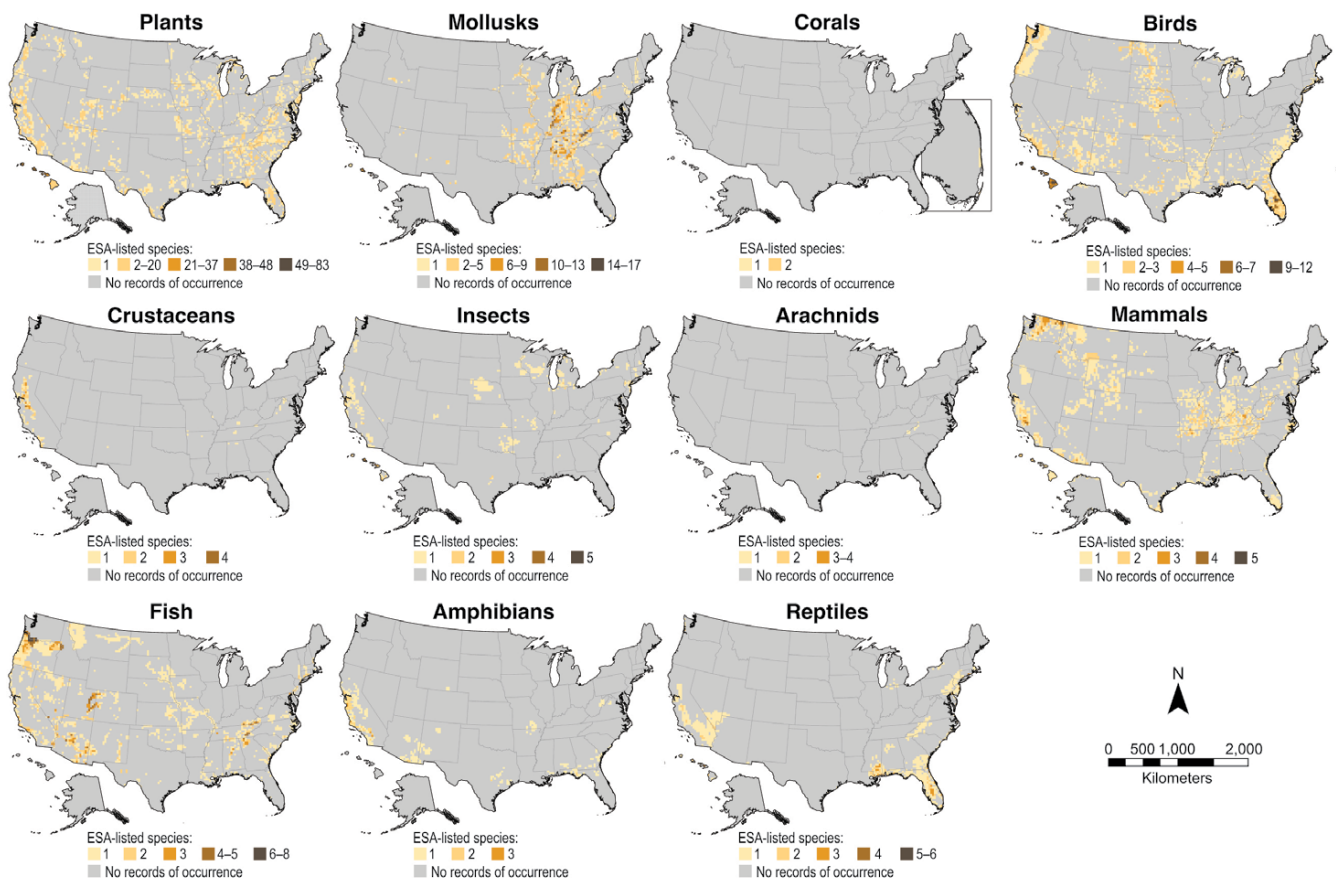 Plants
Mollusks
Corals
Birds
ESA-listed species:
1 2–20 21–37 38–48 49–83
No records of occurrence
ESA-listed species:
1 2–5 6–9 10–13 14–17
No records of occurrence
ESA-listed species:
1 2
No records of occurrence
ESA-listed species:
1 2–3 4–5 6–7 9–12
No records of occurrence
Crustaceans
Insects
Arachnids
Mammals
ESA-listed species:
1 2 3 4
No records of occurrence
ESA-listed species:
1 2 3 4 5
No records of occurrence
ESA-listed species:
1 2 3–4
No records of occurrence
ESA-listed species:
1 2 3 4 5
No records of occurrence
Fish
Amphibians
Reptiles
ESA-listed species:
1 2 3 4–5 6–8
No records of occurrence
ESA-listed species:
1 2 3
No records of occurrence
ESA-listed species:
1 2 3 4 5–6
No records of occurrence
N
0 500 1,000 2,000
Kilometers